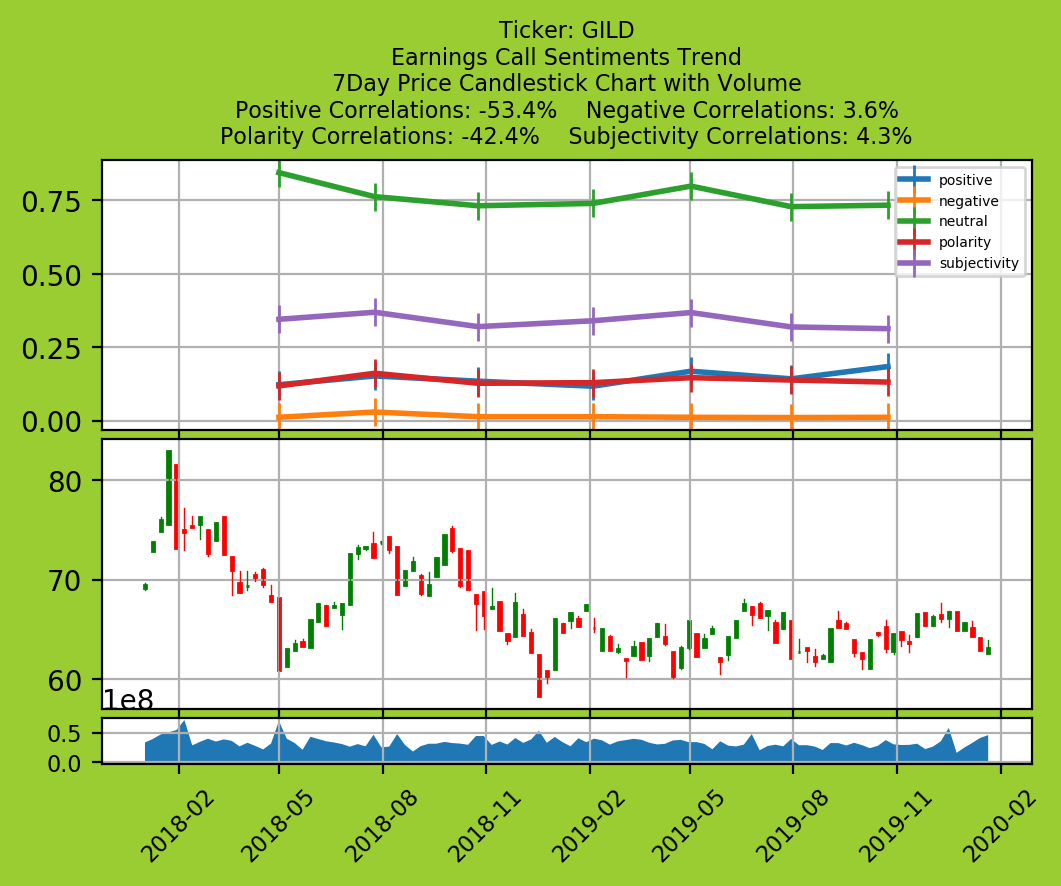 Ticker: GILD
Earnings Call Sentiments Trend
7Day Price Candlestick Chart with Volume
Positive Correlations: -53.4%    Negative Correlations: 3.6%
Polarity Correlations: -42.4%    Subjectivity Correlations: 4.3%
0.75
0.50
0.25
0.00
positive
negative
neutral
polarity
subjectivity
80
70
60
1e8
0.5
0.0
2018-02
2018-05
2018-08
2018-11
2019-02
2019-05
2019-08
2019-11
2020-02